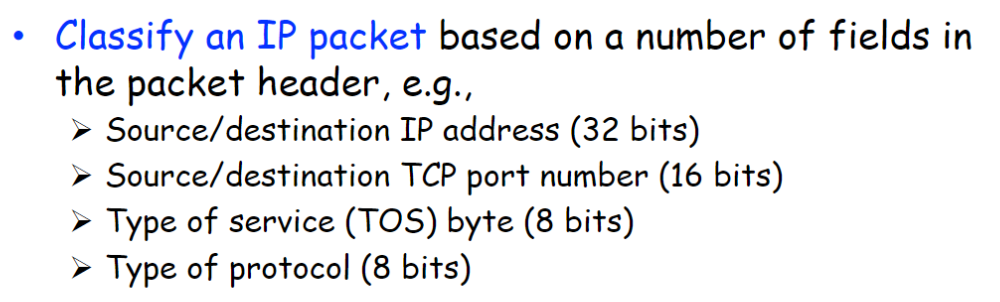 • Classify an IP packet based on a number of fields in
the packet header, e.g.,
➢ Source/destination IP address (32 bits)
➢ Source/destination TCP port number (16 bits)
➢ Type of service (TOS) byte (8 bits)
➢ Type of protocol (8 bits)